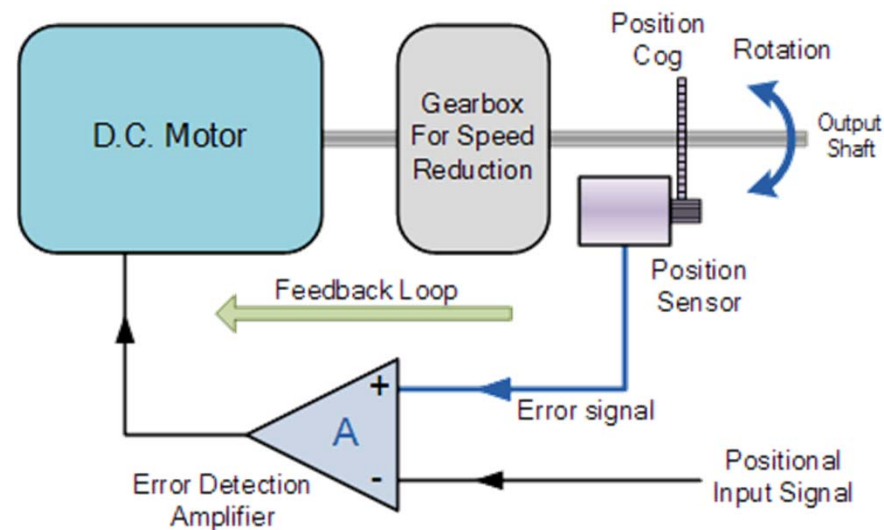 D.C. Motor
Gearbox
For Speed
Reduction
Position
Cog
Rotation
Output
Shaft
Position
Sensor
Feedback Loop
+
A
-
Error signal
Error Detection
Amplifier
Positional
Input Signal